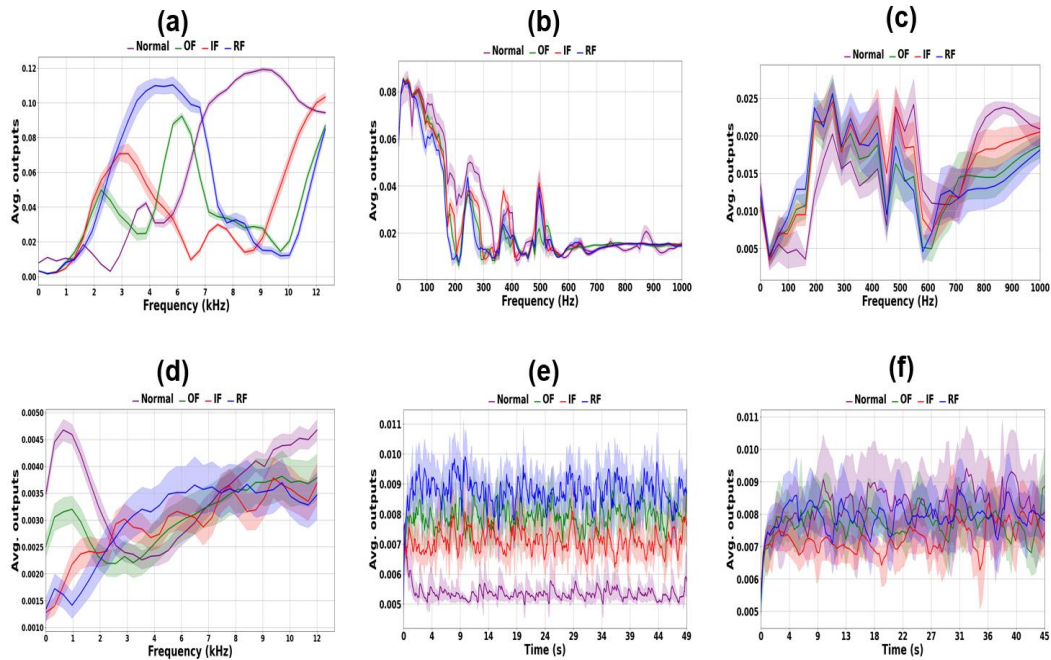 (a)
Normal OF IF RF
Avg. outputs
0.12
0.10
0.08
0.06
0.04
0.02
0.00
0 1 1 2 3 4 5 6 7 8 9 10 12
Frequency (kHz)
(b)
Normal OF IF RF
Avg. outputs
0.08
0.06
0.04
0.02
0 100 200 300 400 500 600 700 800 900 1000
Frequency (Hz)
(c)
Normal OF IF RF
Avg. outputs
0.025
0.020
0.015
0.010
0.005
0 100 200 300 400 500 600 700 800 900 1000
Frequency (Hz)
(d)
Normal OF IF RF
Avg. outputs
0.0050
0.0045
0.0040
0.0035
0.0030
0.0025
0.0020
0.0015
0.0010
0 1 2 4 5 6 7 8 10 12
Frequency (kHz)
(e)
Normal OF IF RF
Avg. outputs
0.011
0.010
0.009
0.008
0.007
0.006
0.005
0 4 9 14 19 24 29 34 39 44 49
Time (s)
(f)
Normal OF IF RF
Avg. outputs
0.011
0.010
0.009
0.008
0.007
0.006
0.005
0 4 9 13 18 22 27 31 36 40 45
Time (s)